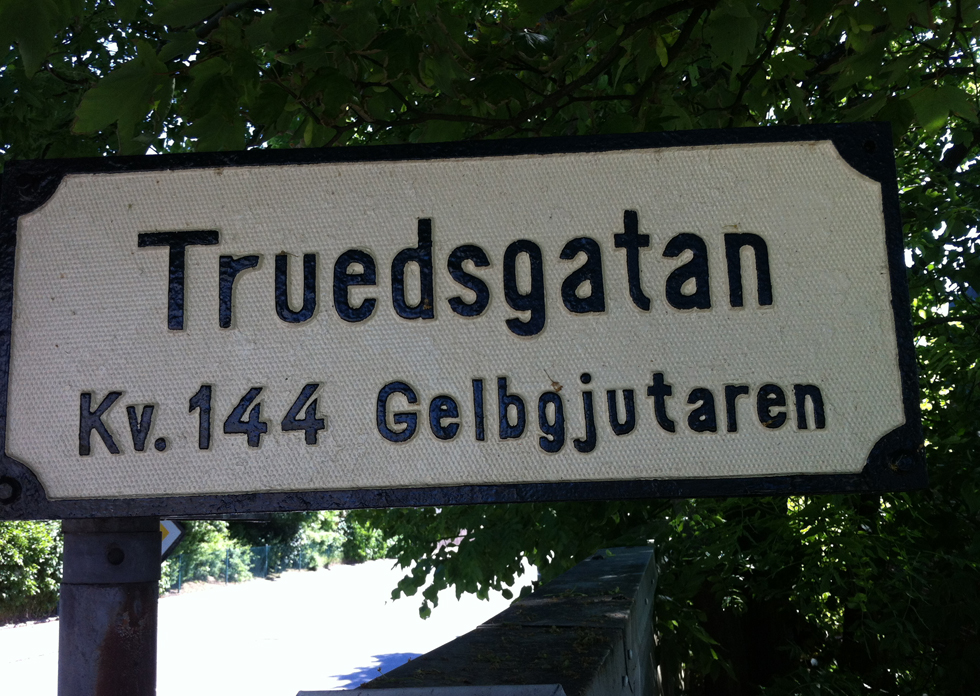 Truedsgatan
Kv. 144 Gelbgjutaren